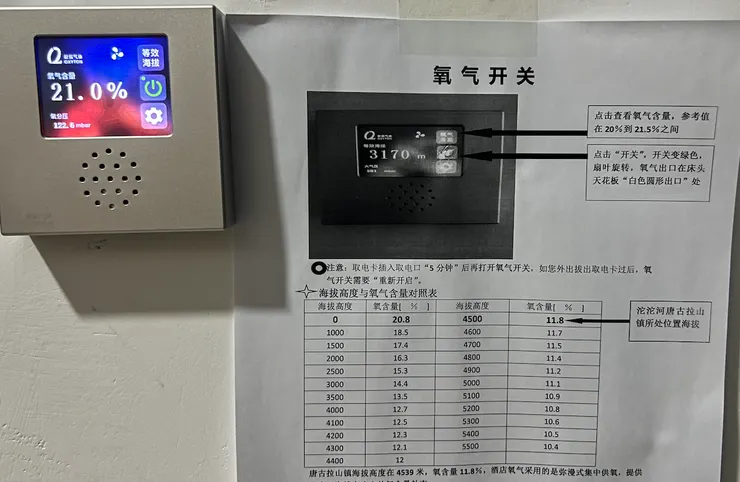 等效
海拔
OXYTON
氧气含量
21.0%
氧分压
122.6 mbar
氧气开关
等效海拔
3170 m
大气压
点击查看氧气含量，参考值
在 20%到 21.5%之间
点击“开关”，开关变绿色，
扇叶旋转，氧气出口在床头
天花板“白色圆形出口”处
注意：取电卡插入取电口“5 分钟”后再打开氧气开关，如您外出拔出取电卡过后，氧
气开关需要“重新开启”。
海拔高度与氧气含量对照表
海拔高度 氧含量[ % ] 海拔高度 氧含量[ % ]
0 20.8 4500 11.8
1000 18.5 4600 11.7
1500 17.4 4700 11.5
2000 16.3 4800 11.4
2500 15.3 4900 11.2
3000 14.4 5000 11.1
3500 13.5 5100 10.9
4000 12.7 5200 10.8
4100 12.5 5300 10.6
4200 12.3 5400 10.5
4300 12.1 5500 10.4
4400 12
沱沱河唐古拉山
镇所处位置海拔
唐古拉山镇海拔高度在 4539 米，氧含量 11.8%，酒店氧气采用的是弥漫式集中供氧，提供